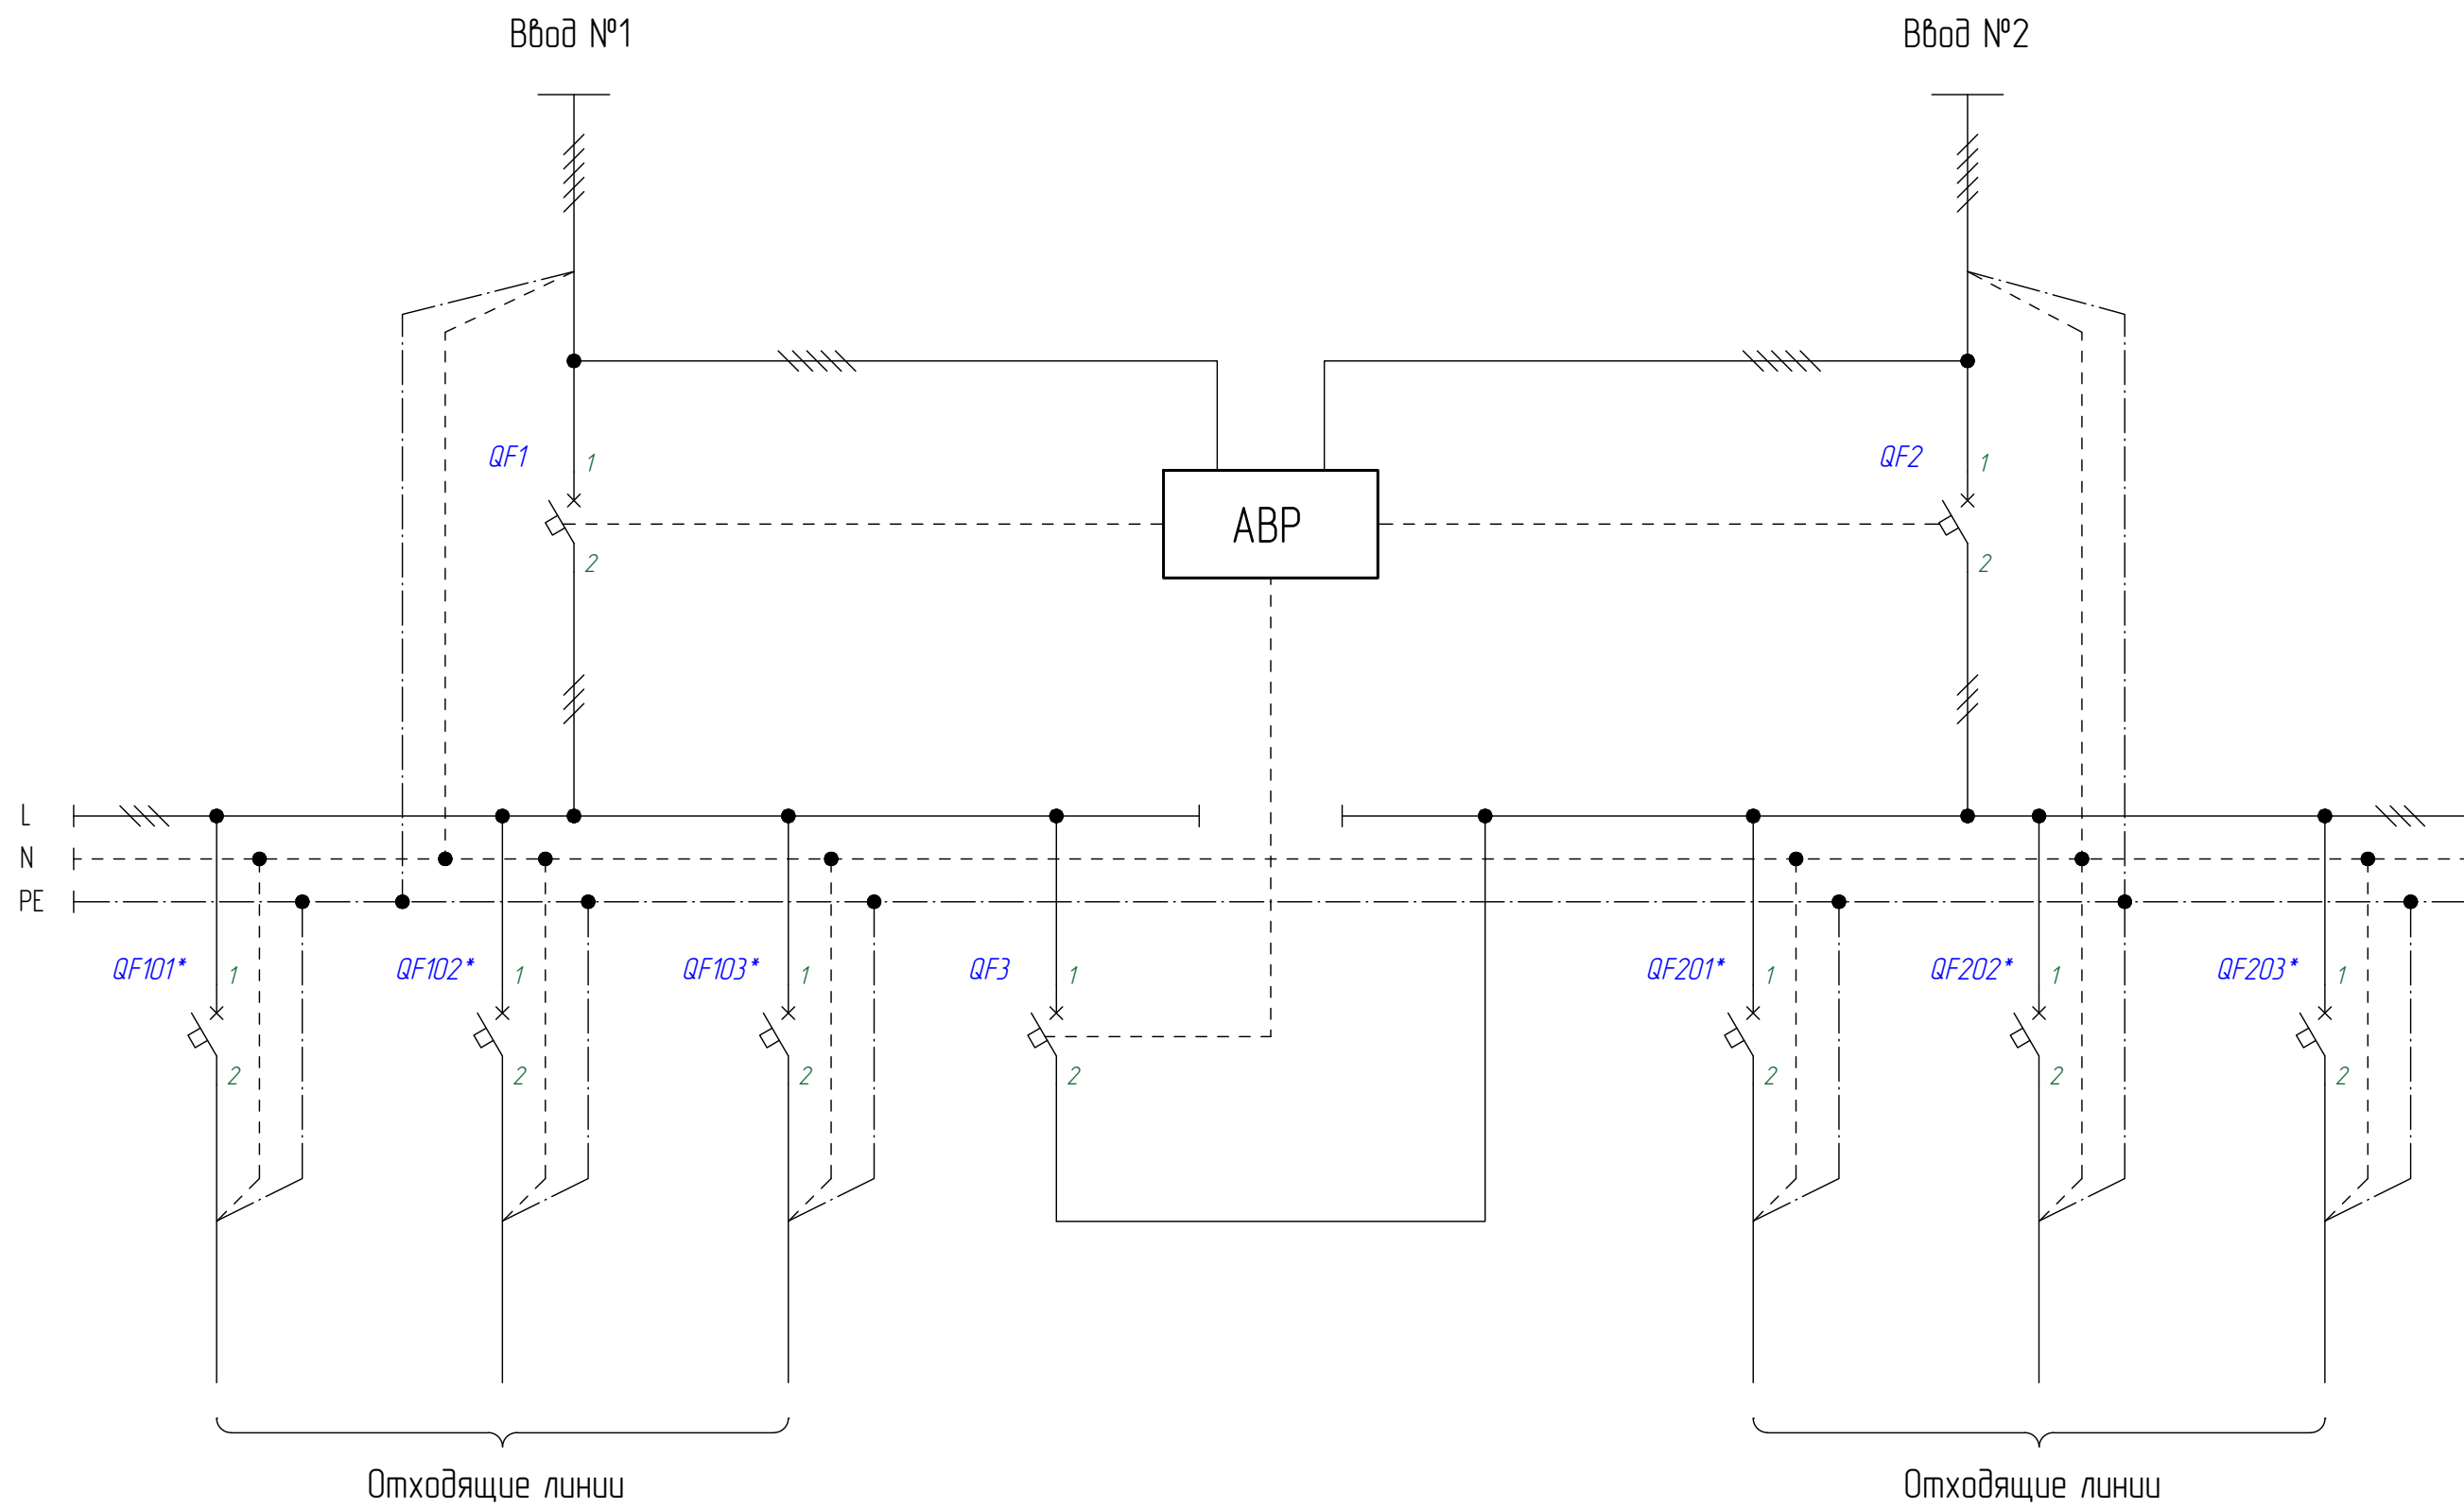 Ввод №1
Ввод №2
QF1
1
QF2
1
АВР
2
2
L
N
PE
QF101*
1
QF102*
1
QF103*
1
QF3
1
QF201*
1
QF202*
1
QF203*
1
2
2
2
2
2
2
2
Отходящие линии
Отходящие линии